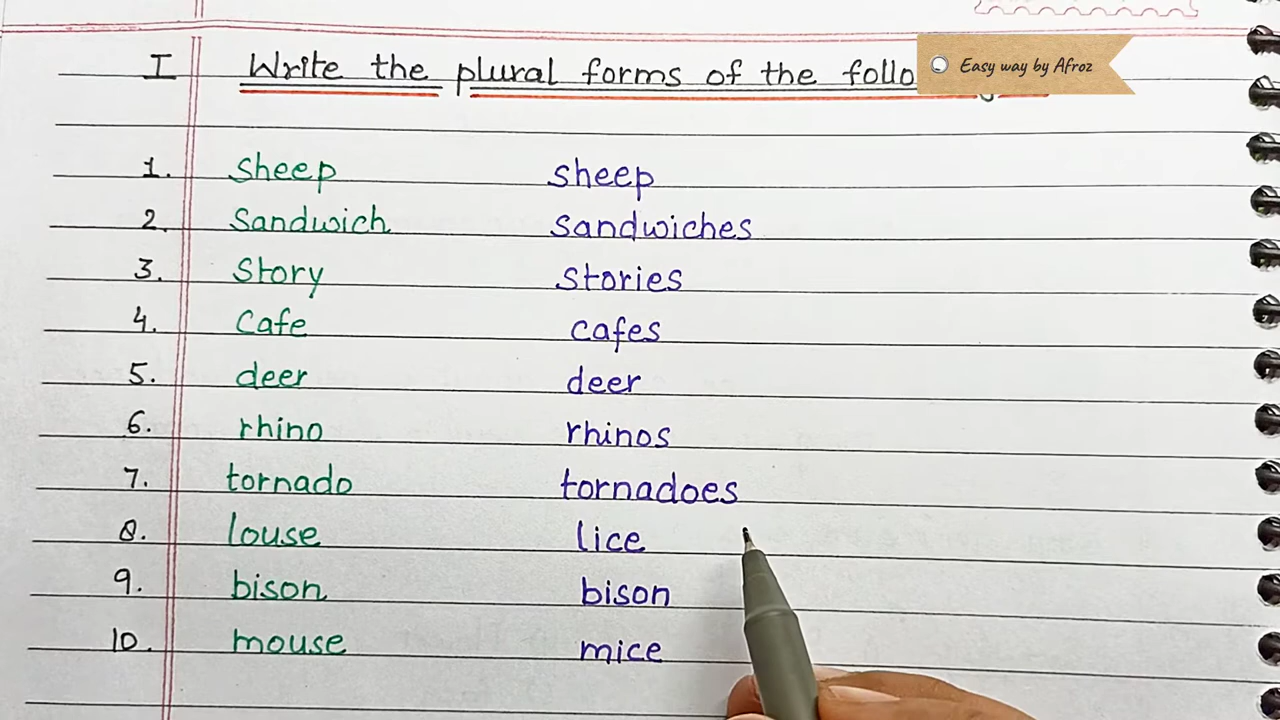 I Write the plural forms of the follo
Easy way by Afroz
1. Sheep sheep
2. Sandwich sandwiches
3. Story stories
4. Cafe cafes
5. deer deer
6. rhino rhinos
7. tornado tornadoes
8. louse lice
9. bison bison
10. mouse mice